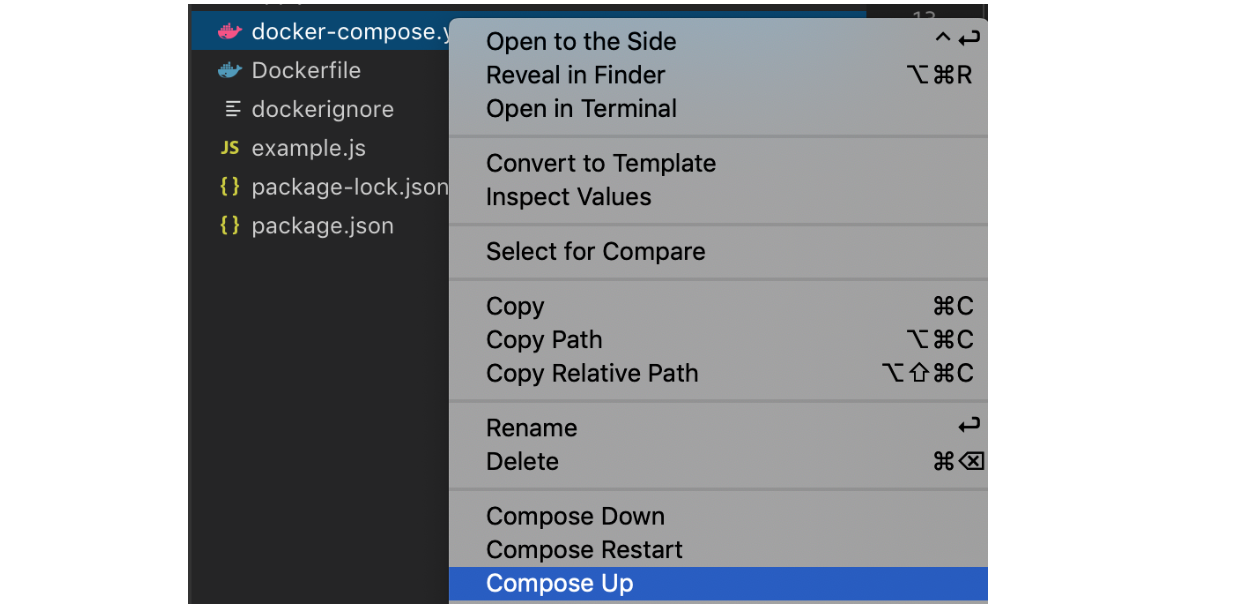 docker-compose.y
Dockerfile
dockerignore
JS example.js
{} package-lock.json
{} package.json
Open to the Side ^ ↩
Reveal in Finder ⌥⌘R
Open in Terminal
Convert to Template
Inspect Values
Select for Compare
Copy ⌘C
Copy Path ⌥⌘C
Copy Relative Path ⌥⇧⌘C
Rename ↩
Delete ⌘⌫
Compose Down
Compose Restart
Compose Up